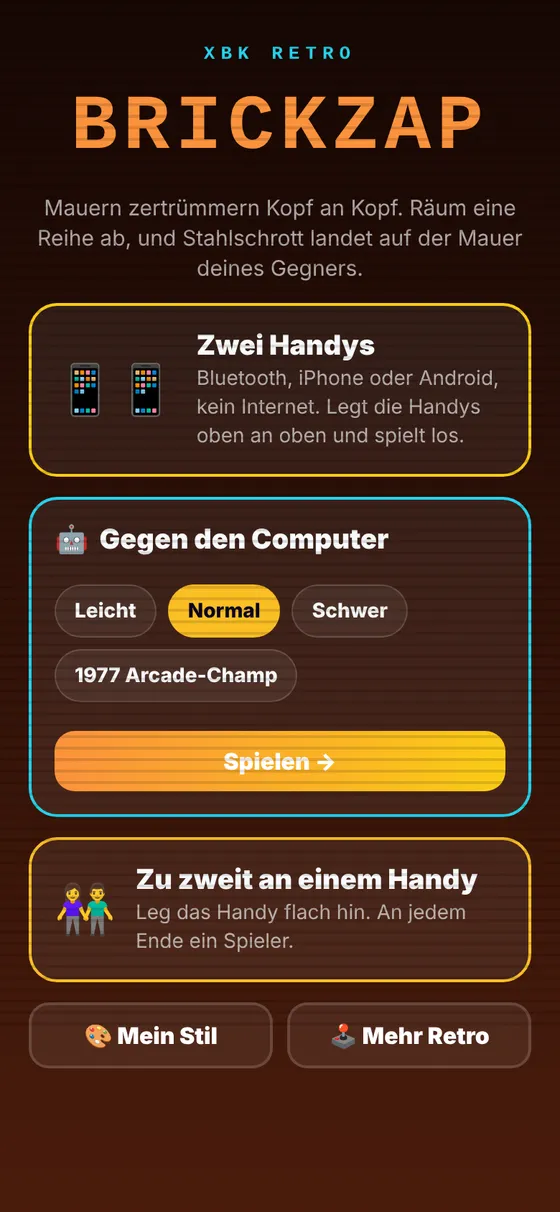 XBK RETRO
BRICKZAP
Mauern zertrümmern Kopf an Kopf. Räum eine
Reihe ab, und Stahlschrott landet auf der Mauer
deines Gegners.
Zwei Handys
Bluetooth, iPhone oder Android,
kein Internet. Legt die Handys
oben an oben und spielt los.
Gegen den Computer
Leicht
Normal
Schwer
1977 Arcade-Champ
Spielen →
Zu zweit an einem Handy
Leg das Handy flach hin. An jedem
Ende ein Spieler.
Mein Stil
Mehr Retro